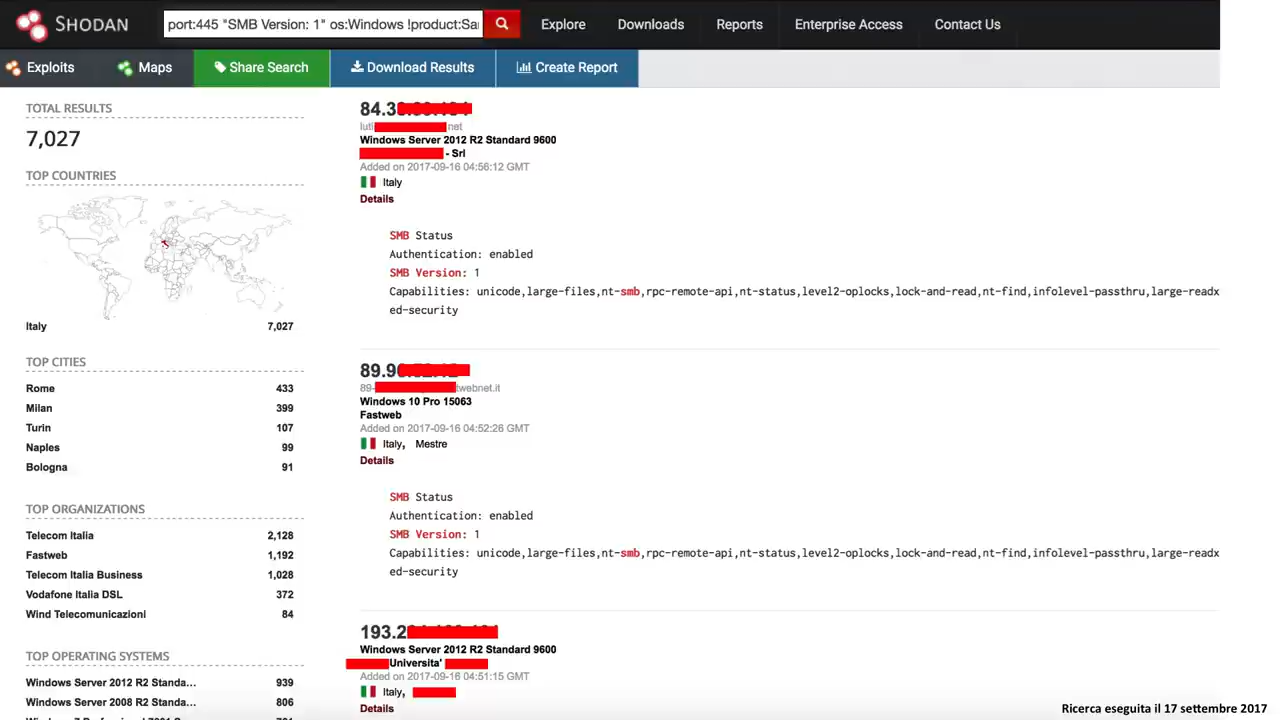 SHODAN
port:445 "SMB Version: 1" os:Windows !product:Sa
Explore
Downloads
Reports
Enterprise Access
Contact Us
Exploits
Maps
Share Search
Download Results
Create Report
TOTAL RESULTS
7,027
TOP COUNTRIES
Italy 7,027
TOP CITIES
Rome 433
Milan 399
Turin 107
Naples 99
Bologna 91
TOP ORGANIZATIONS
Telecom Italia 2,128
Fastweb 1,192
Telecom Italia Business 1,028
Vodafone Italia DSL 372
Wind Telecomunicazioni 84
TOP OPERATING SYSTEMS
Windows Server 2012 R2 Standa... 939
Windows Server 2008 R2 Standa... 806
84.3
luti net
Windows Server 2012 R2 Standard 9600
- Srl
Added on 2017-09-16 04:56:12 GMT
Italy
Details
SMB Status
Authentication: enabled
SMB Version: 1
Capabilities: unicode,large-files,nt-smb,rpc-remote-api,nt-status,level2-oplocks,lock-and-read,nt-find,infolevel-passthru,large-readx
ed-security
89.9
89- twebnet.it
Windows 10 Pro 15063
Fastweb
Added on 2017-09-16 04:52:26 GMT
Italy, Mestre
Details
SMB Status
Authentication: enabled
SMB Version: 1
Capabilities: unicode,large-files,nt-smb,rpc-remote-api,nt-status,level2-oplocks,lock-and-read,nt-find,infolevel-passthru,large-readx
ed-security
193.2
Windows Server 2012 R2 Standard 9600
Universita'
Added on 2017-09-16 04:51:15 GMT
Italy,
Details
Ricerca eseguita il 17 settembre 2017